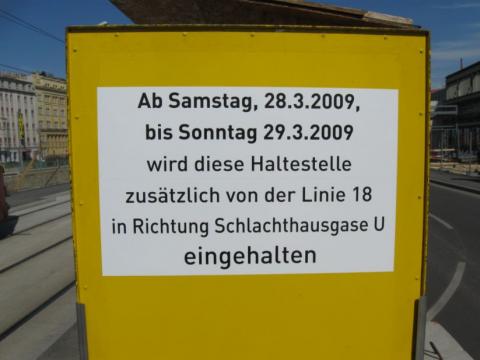 Ab Samstag, 28.3.2009,
bis Sonntag 29.3.2009
wird diese Haltestelle
zusätzlich von der Linie 18
in Richtung Schlachthausgase U
eingehalten